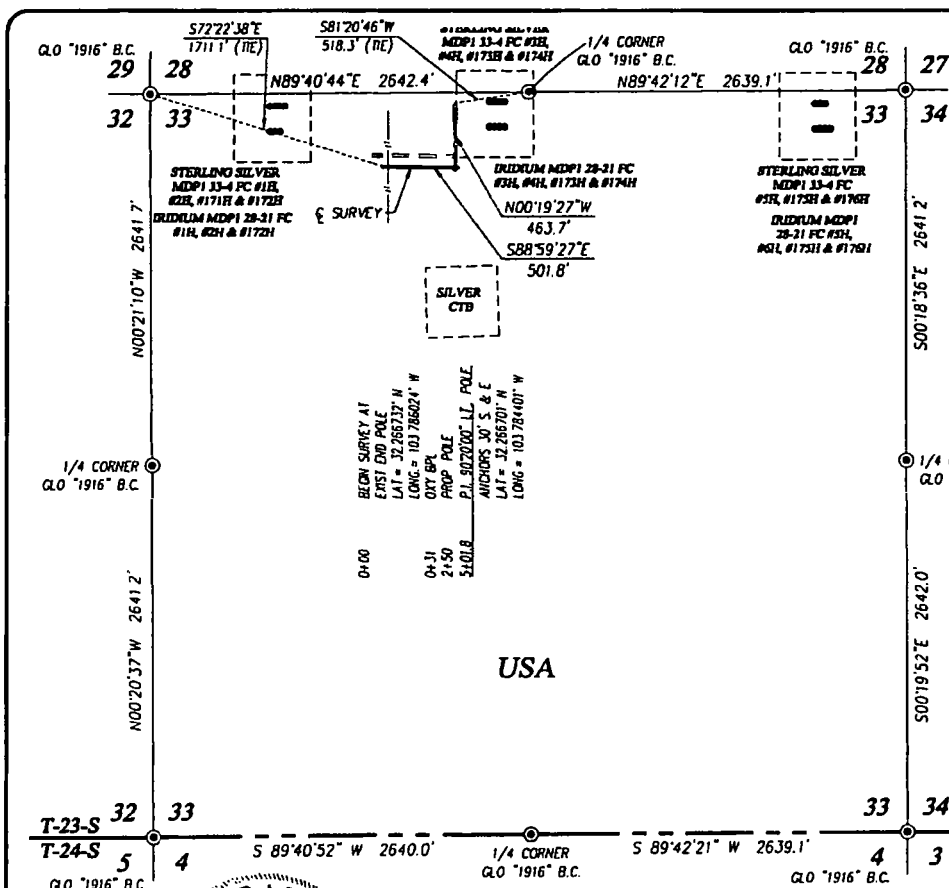 S72°22'38"E
1711.1' (TIE)
S81°20'46"W
518.3' (TIE)
STERLING SILVER
MDP1 33-4 FC #3H,
#4H, #173H & #174H
1/4 CORNER
GLO "1916" B.C.
GLO "1916" B.C.
GLO "1916" B.C.
29 28
28 27
N89°40'44"E 2642.4'
N89°42'12"E 2639.1'
32 33
33 34
STERLING SILVER
MDP1 33-4 FC #1H,
#2H, #171H & #172H
IRIDIUM MDP1 28-21 FC
#1H, #2H & #172H
IRIDIUM MDP1 28-21 FC
#3H, #4H, #173H & #174H
STERLING SILVER
MDP1 33-4 FC
#5H, #175H & #176H
IRIDIUM MDP1
28-21 FC #5H,
#6H, #175H & #176H
℄ SURVEY
N00°19'27"W
463.7'
S88°59'27"E
501.8'
SILVER
CTB
N00°21'10"W 2641.7'
S00°18'36"E 2641.2'
0+00 BEGIN SURVEY AT
EXIST END POLE
LAT = 32.266732° N
LONG = 103.786024° W
0+31 OXY BPL
2+50 PROP POLE
5+01.8 P.I. 90°20'00" LT. POLE
ANCHORS 30' S. & E
LAT = 32.266701° N
LONG = 103.784401° W
1/4 CORNER
GLO "1916" B.C.
1/4
GLO
N00°20'37"W 2641.2'
S00°19'52"E 2642.0'
USA
T-23-S 32 33
33 34
T-24-S 5 4
4 3
S 89°40'52" W 2640.0'
1/4 CORNER
GLO "1916" B.C.
S 89°42'21" W 2639.1'
GLO "1916" B.C.
GLO "1916" B.C.